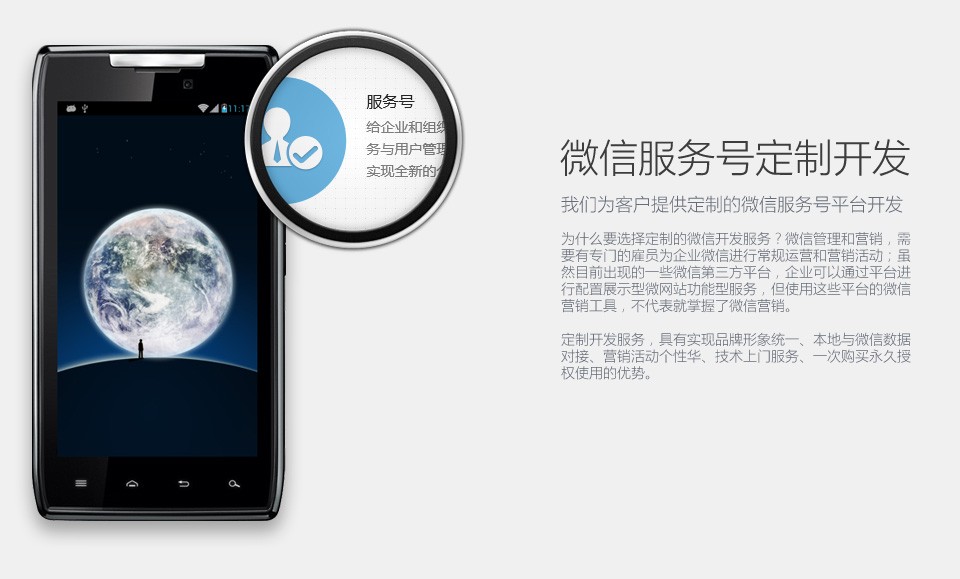 服务号
给企业和组织
务与用户管理
实现全新的
微信服务号定制开发
我们为客户提供定制的微信服务号平台开发
为什么要选择定制的微信开发服务？微信管理和营销，需
要有专门的雇员为企业微信进行常规运营和营销活动；虽
然目前出现的一些微信第三方平台，企业可以通过平台进
行配置展示型微网站功能型服务，但使用这些平台的微信
营销工具，不代表就掌握了微信营销。
定制开发服务，具有实现品牌形象统一、本地与微信数据
对接、营销活动个性华、技术上门服务、一次购买永久授
权使用的优势。